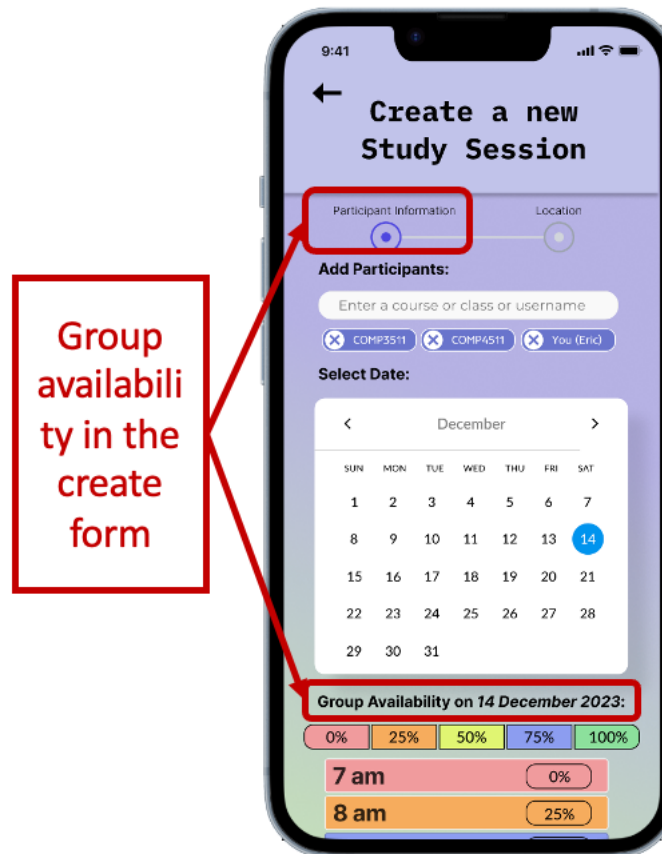 9:41
Create a new
Study Session
Participant Information Location
Add Participants:
Enter a course or class or username
COMP3511 COMP4511 You (Eric)
Select Date:
Group
availabili
ty in the
create
form
December
SUN MON TUE WED THU FRI SAT
1 2 3 4 5 6 7
8 9 10 11 12 13 14
15 16 17 18 19 20 21
22 23 24 25 26 27 28
29 30 31
Group Availability on 14 December 2023:
0% 25% 50% 75% 100%
7 am 0%
8 am 25%